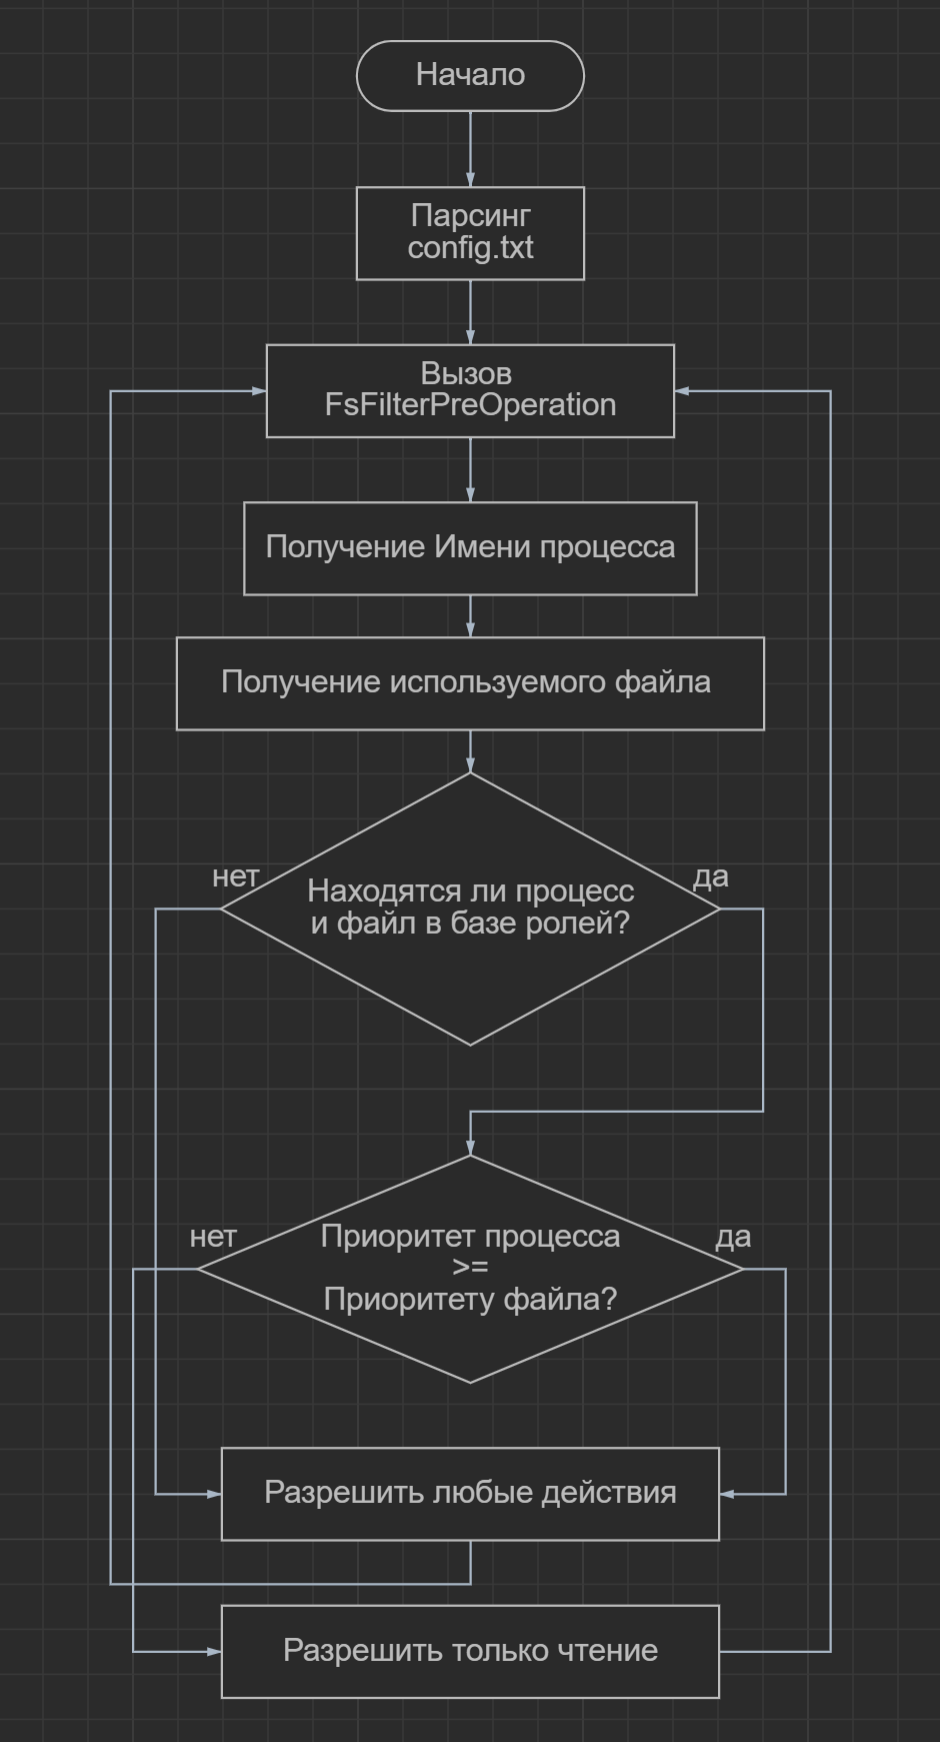 Начало
Парсинг
config.txt
Вызов
FsFilterPreOperation
Получение Имени процесса
Получение используемого файла
нет
да
Находятся ли процесс
и файл в базе ролей?
нет
да
Приоритет процесса
>=
Приоритету файла?
Разрешить любые действия
Разрешить только чтение